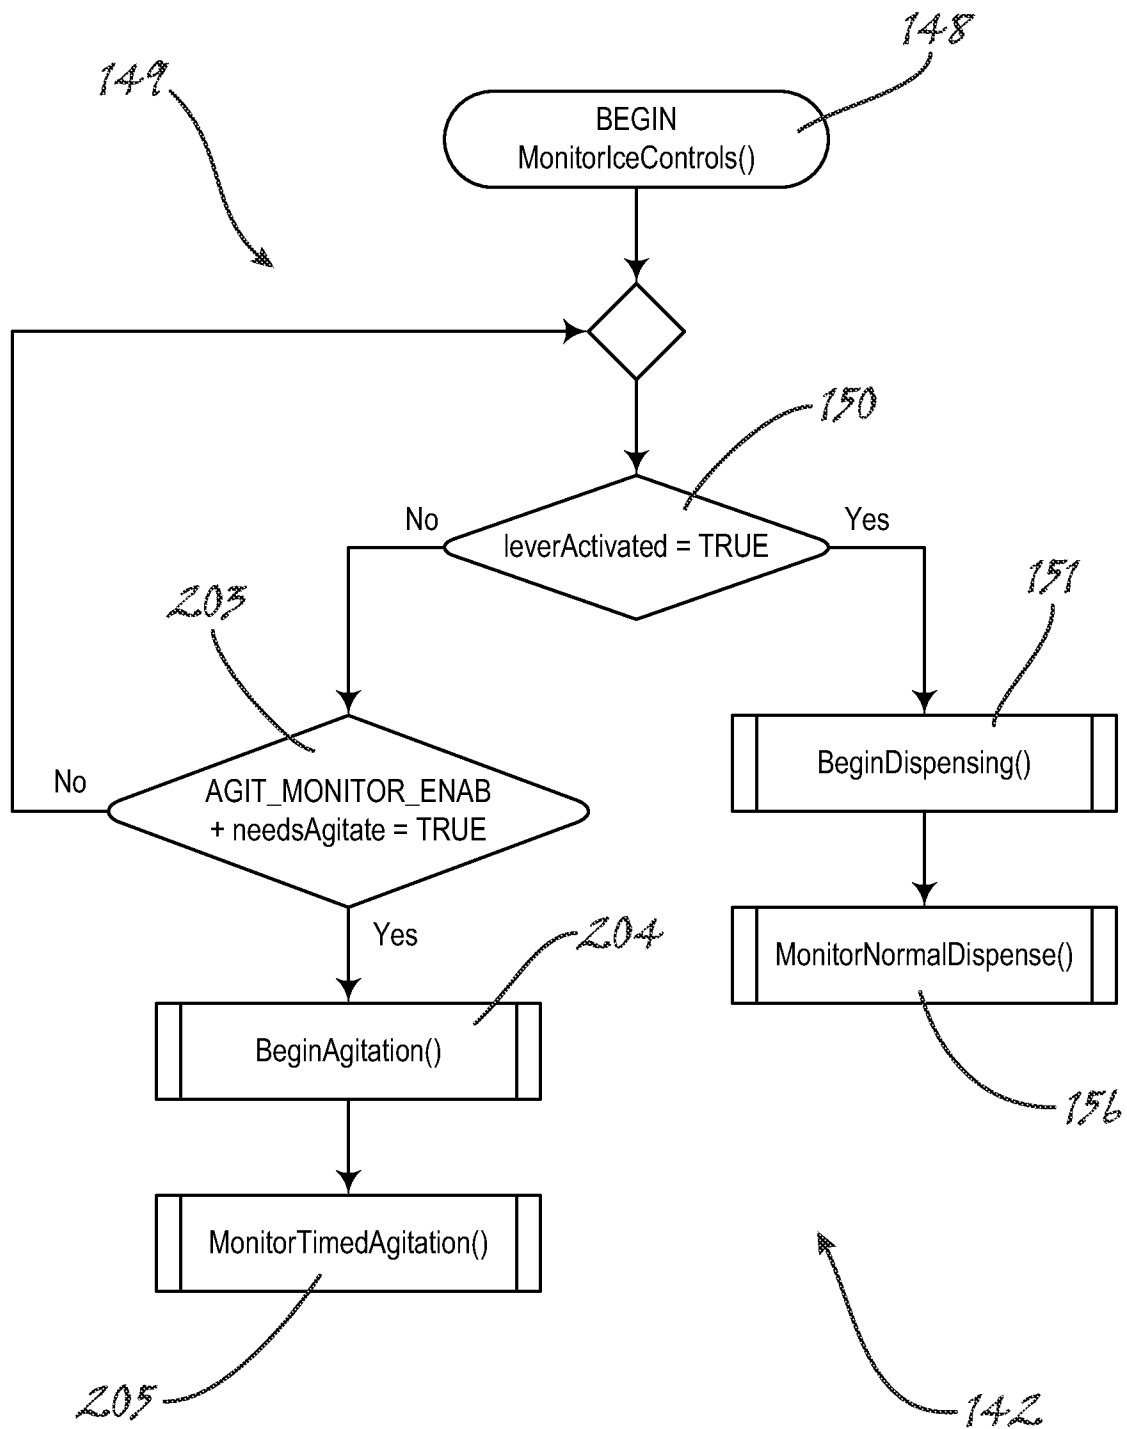 148
149
BEGIN
MonitorIceControls()
150
No
Yes
leverActivated = TRUE
151
203
BeginDispensing()
No
AGIT_MONITOR_ENAB
+ needsAgitate = TRUE
Yes
204
MonitorNormalDispense()
BeginAgitation()
156
MonitorTimedAgitation()
205
142